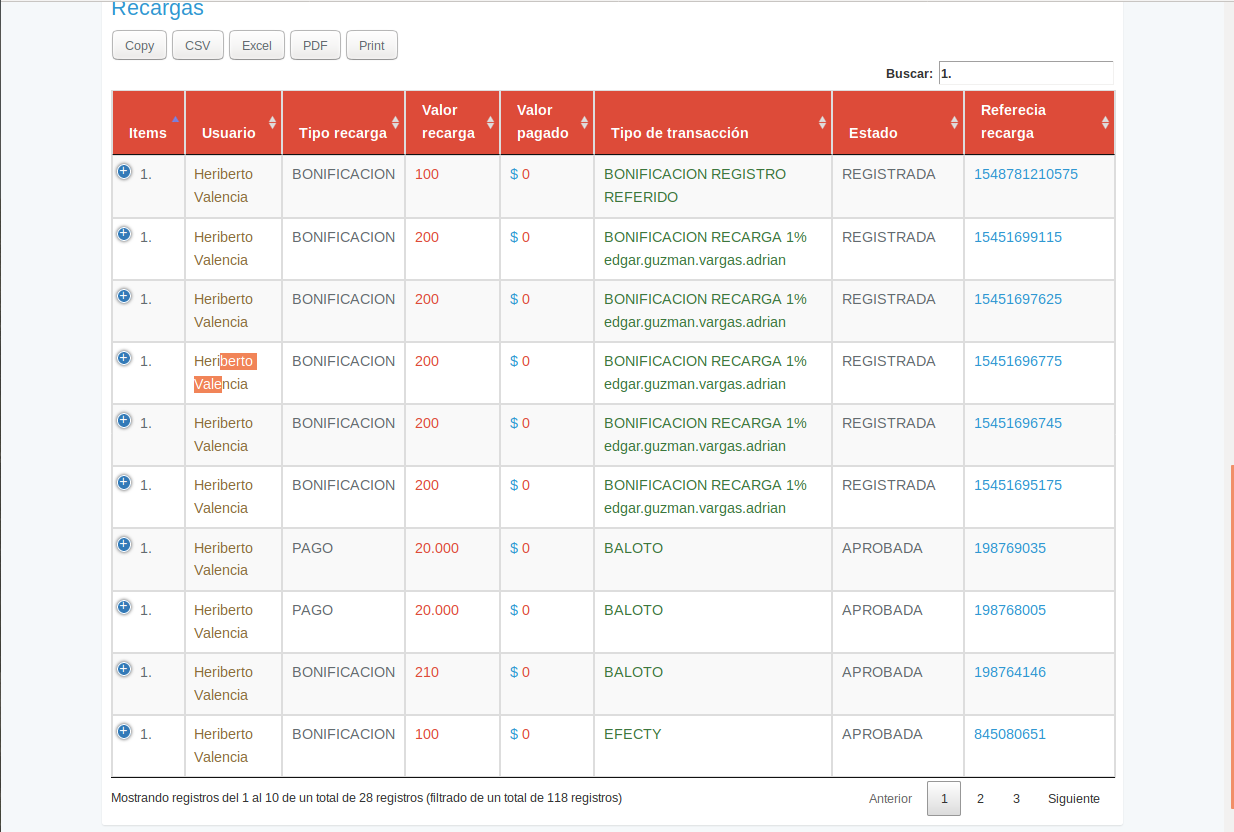 Recargas
Copy CSV Excel PDF Print
Buscar: 1.
Items Usuario Tipo recarga Valor recarga Valor pagado Tipo de transacción Estado Referecia recarga
1. Heriberto Valencia BONIFICACION 100 $ 0 BONIFICACION REGISTRO REFERIDO REGISTRADA 1548781210575
1. Heriberto Valencia BONIFICACION 200 $ 0 BONIFICACION RECARGA 1% edgar.guzman.vargas.adrian REGISTRADA 15451699115
1. Heriberto Valencia BONIFICACION 200 $ 0 BONIFICACION RECARGA 1% edgar.guzman.vargas.adrian REGISTRADA 15451697625
1. Heriberto Valencia BONIFICACION 200 $ 0 BONIFICACION RECARGA 1% edgar.guzman.vargas.adrian REGISTRADA 15451696775
1. Heriberto Valencia BONIFICACION 200 $ 0 BONIFICACION RECARGA 1% edgar.guzman.vargas.adrian REGISTRADA 15451696745
1. Heriberto Valencia BONIFICACION 200 $ 0 BONIFICACION RECARGA 1% edgar.guzman.vargas.adrian REGISTRADA 15451695175
1. Heriberto Valencia PAGO 20.000 $ 0 BALOTO APROBADA 198769035
1. Heriberto Valencia PAGO 20.000 $ 0 BALOTO APROBADA 198768005
1. Heriberto Valencia BONIFICACION 210 $ 0 BALOTO APROBADA 198764146
1. Heriberto Valencia BONIFICACION 100 $ 0 EFECTY APROBADA 845080651
Mostrando registros del 1 al 10 de un total de 28 registros (filtrado de un total de 118 registros)
Anterior 1 2 3 Siguiente